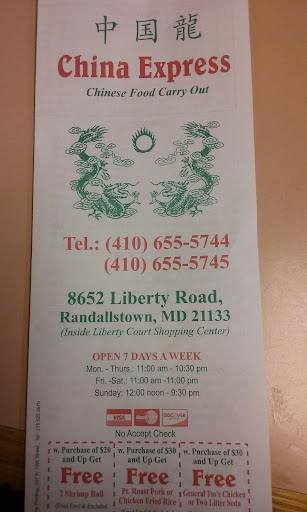 中国龍
China Express
Chinese Food Carry Out
Tel.: (410) 655-5744
(410) 655-5745
8652 Liberty Road,
Randallstown, MD 21133
(Inside Liberty Court Shopping Center)
OPEN 7 DAYS A WEEK
Mon. - Thurs.: 11:00 am - 10:30 pm
Fri. -Sat.: 11:00 am -11:00 pm
Sunday: 12:00 noon - 9:30 pm
VISA
No Accept Check
w. Purchase of $20
and Up Get
Free
2 Shrimp Roll
w. Purchase of $30
and Up Get
Free
Pt. Roast Pork or
Chicken Fried Rice
w. Purchase of $30
and Up Get
Free
General Tso's Chicken
or Two Liter Soda